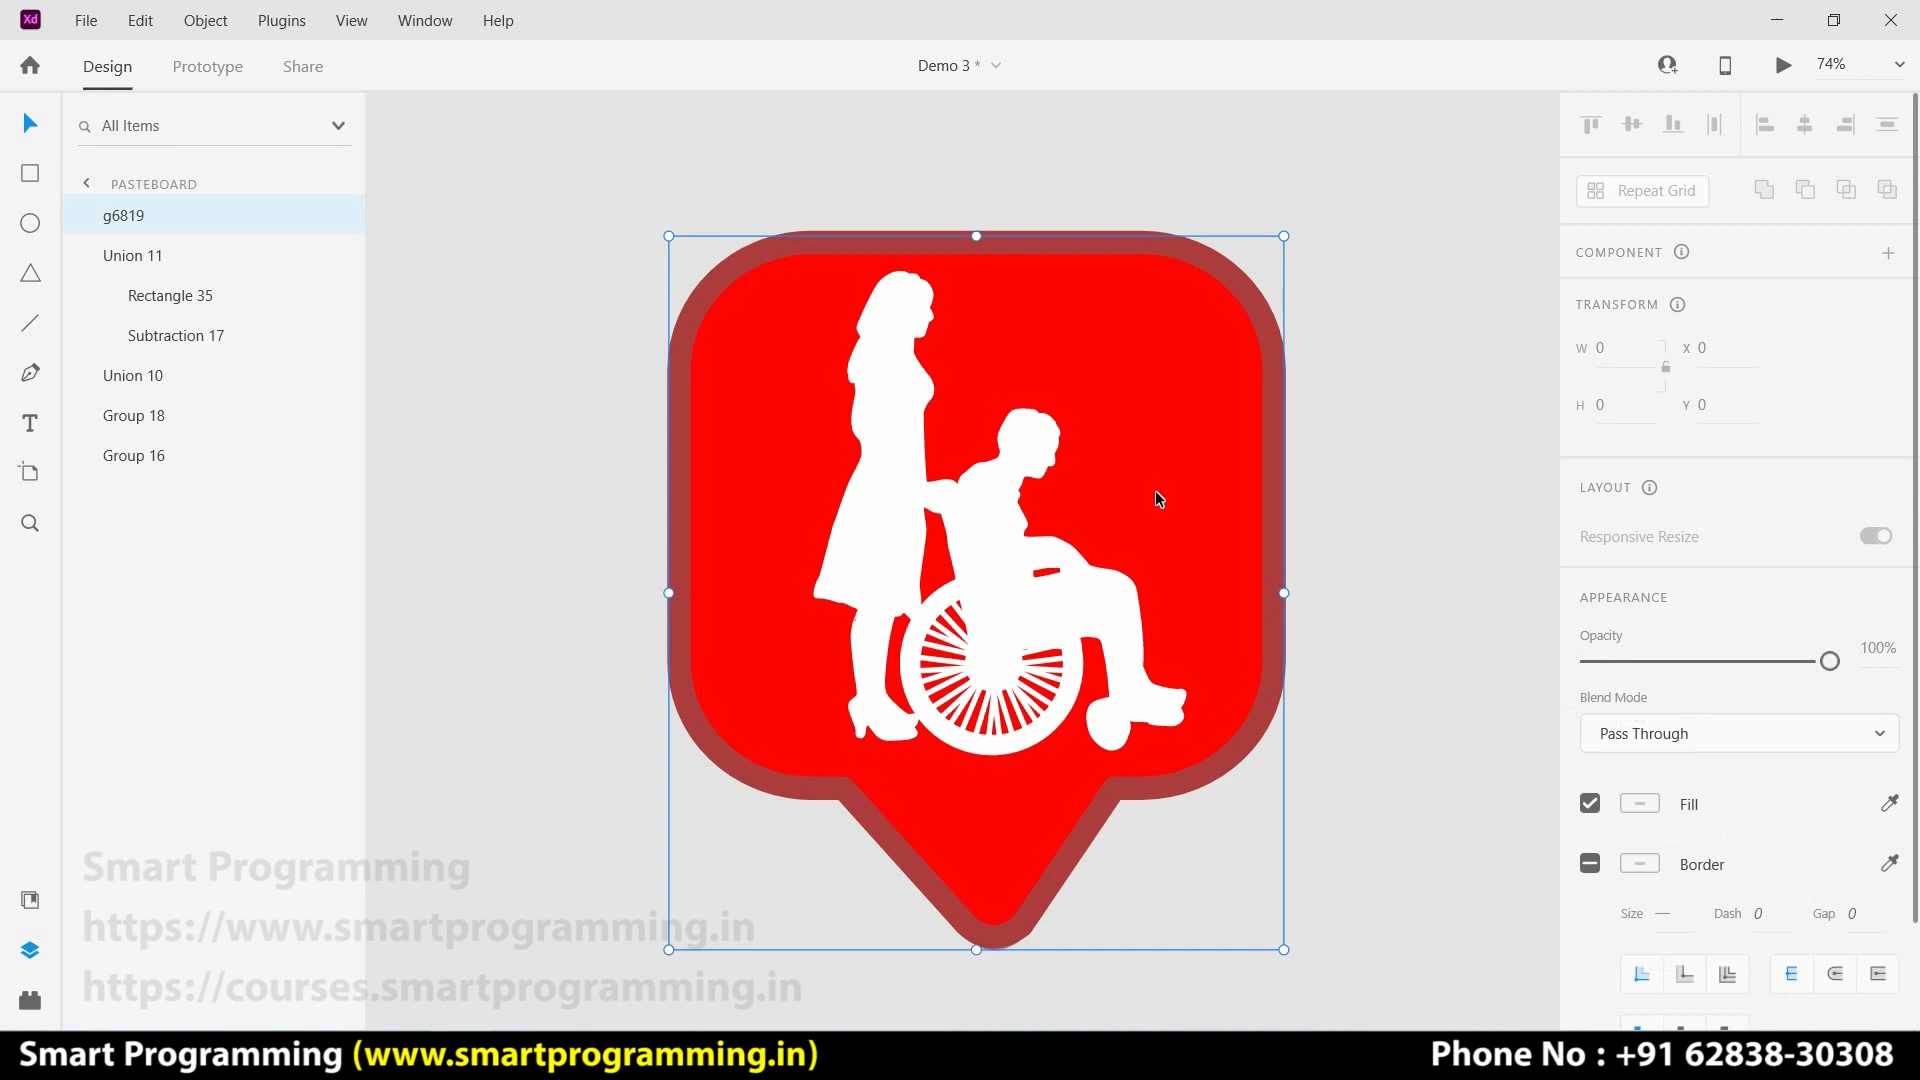 Xd File Edit Object Plugins View Window Help
Design Prototype Share Demo 3 * 74%
All Items
PASTEBOARD
g6819
Union 11
Rectangle 35
Subtraction 17
Union 10
Group 18
Group 16
Repeat Grid
COMPONENT
TRANSFORM
W 0 X 0
H 0 Y 0
LAYOUT
Responsive Resize
APPEARANCE
Opacity
100%
Blend Mode
Pass Through
Fill
Border
Size — Dash 0 Gap 0
Smart Programming
https://www.smartprogramming.in
https://courses.smartprogramming.in
Smart Programming (www.smartprogramming.in) Phone No : +91 62838-30308